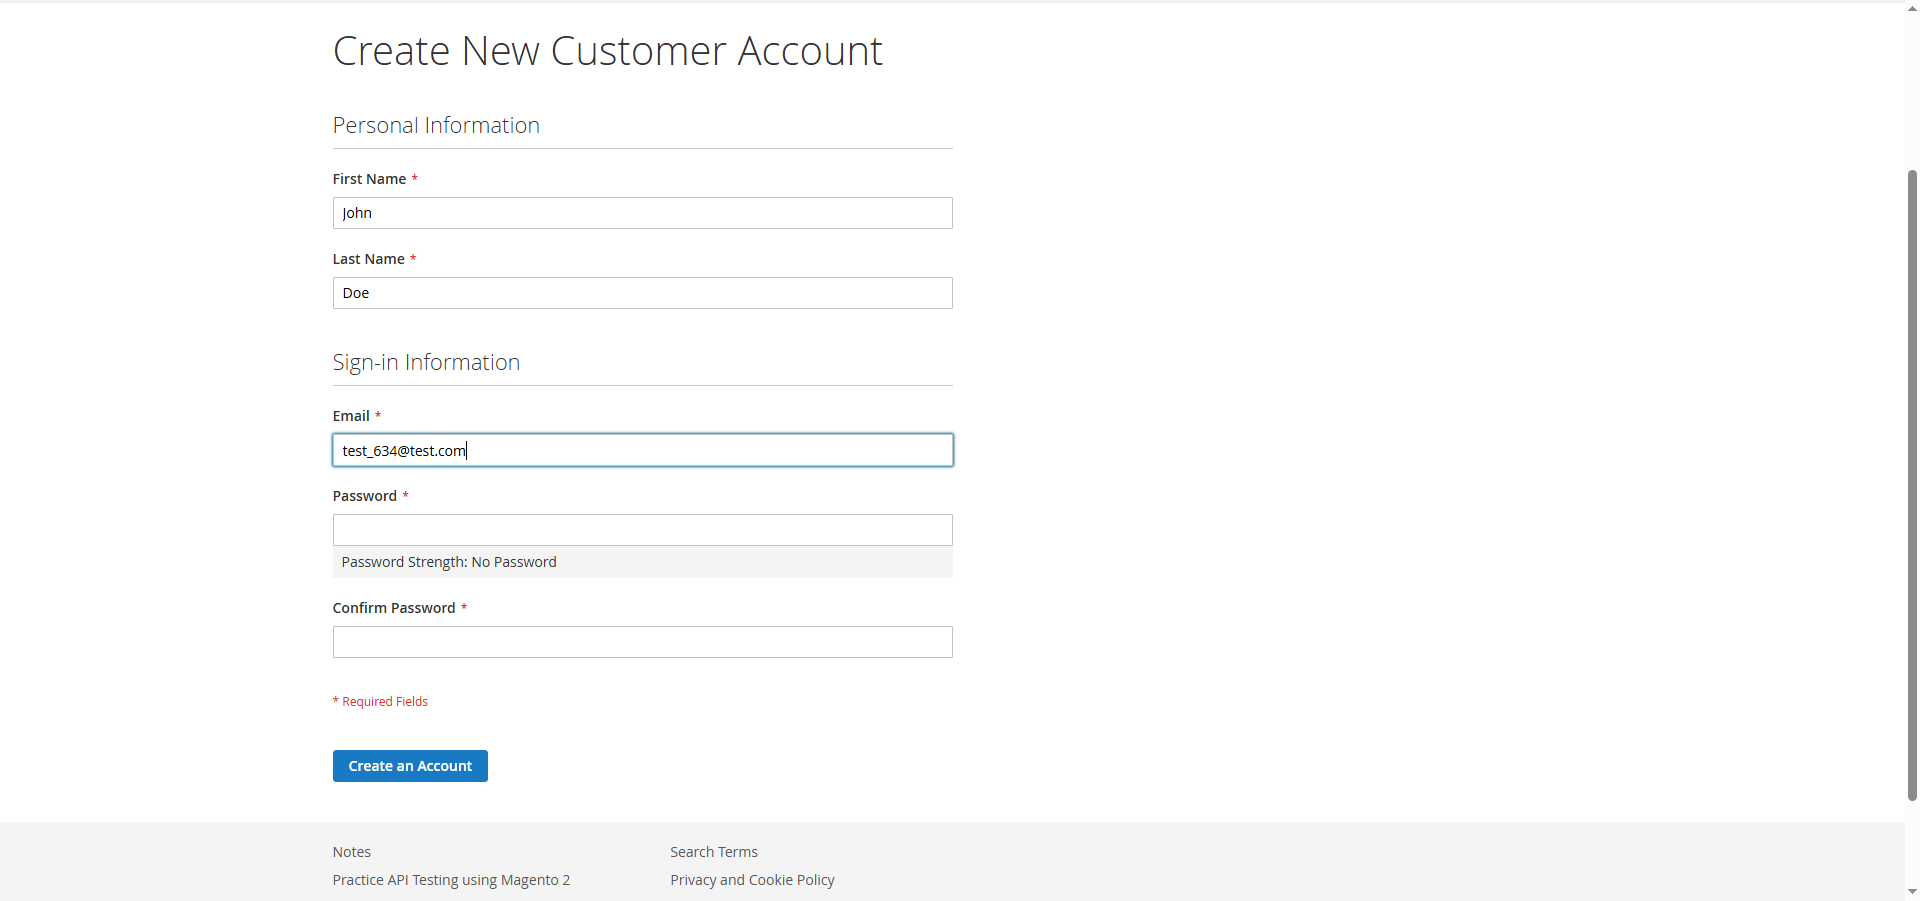 Create New Customer Account
Personal Information
First Name *
John
Last Name *
Doe
Sign-in Information
Email *
test_634@test.com
Password *
Password Strength: No Password
Confirm Password *
* Required Fields
Create an Account
Notes
Search Terms
Practice API Testing using Magento 2
Privacy and Cookie Policy